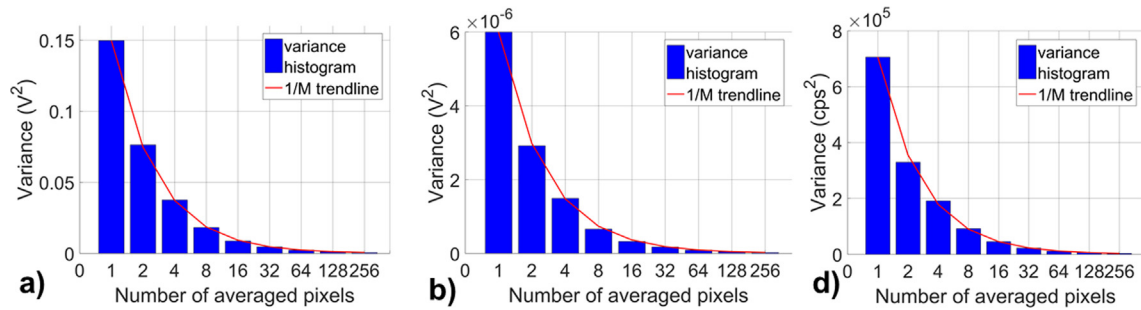 0.15
0.1
0.05
0
Variance (V²)
variance
histogram
1/M trendline
0 1 2 4 8 16 32 64 128 256
Number of averaged pixels
a)
×10⁻⁶
6
4
2
0
Variance (V²)
variance
histogram
1/M trendline
0 1 2 4 8 16 32 64 128 256
Number of averaged pixels
b)
×10⁵
8
6
4
2
0
Variance (cps²)
variance
histogram
1/M trendline
0 1 2 4 8 16 32 64 128 256
Number of averaged pixels
d)